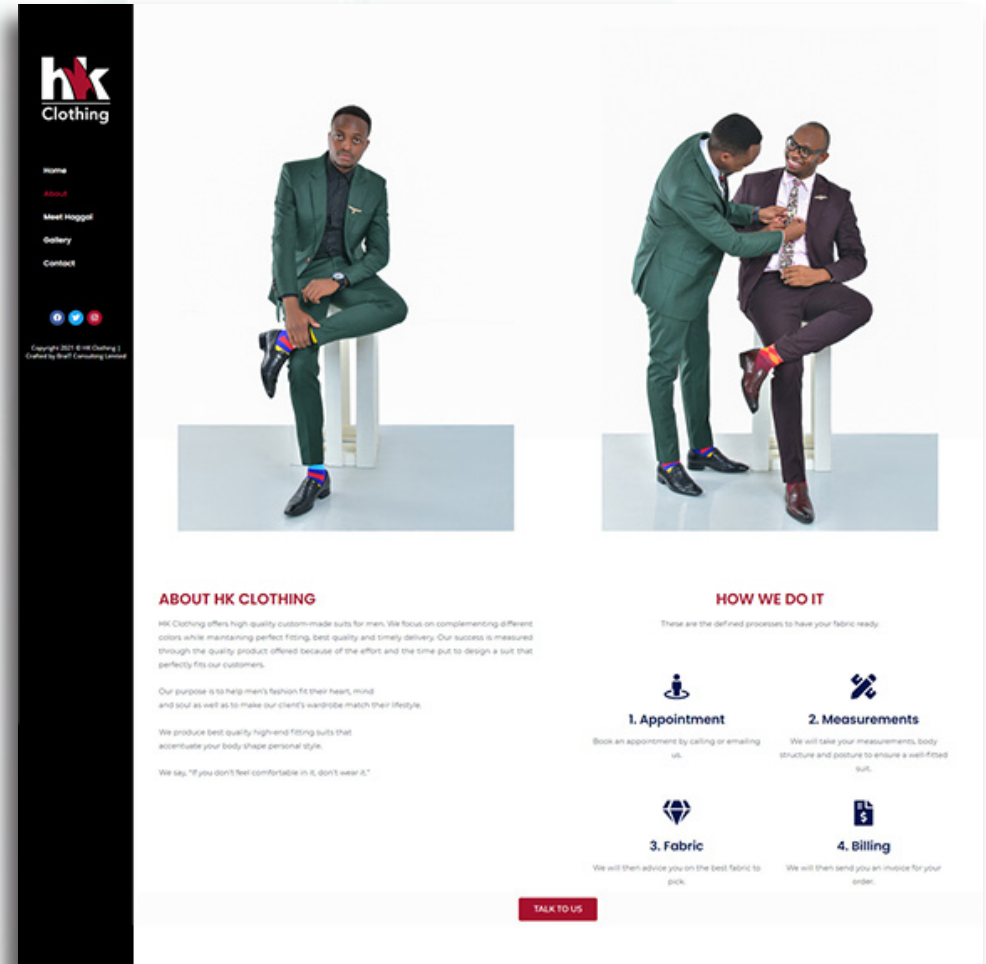 hk
Clothing
Home
About
Meet Haggai
Gallery
Contact
Copyright 2021 © HK Clothing |
Crafted by BraIT Consulting Limited
ABOUT HK CLOTHING
HK Clothing offers high quality custom-made suits for men. We focus on complementing different
colors while maintaining perfect fitting, best quality and timely delivery. Our success is measured
through the quality product offered because of the effort and the time put to design a suit that
perfectly fits our customers.
Our purpose is to help men's fashion fit their heart, mind
and soul as well as to make our client's wardrobe match their lifestyle.
We produce best quality high-end fitting suits that
accentuate your body shape personal style.
We say, "If you don't feel comfortable in it, don't wear it."
HOW WE DO IT
These are the defined processes to have your fabric ready.
1. Appointment
Book an appointment by calling or emailing
us.
2. Measurements
We will take your measurements, body
structure and posture to ensure a well-fitted
suit.
3. Fabric
We will then advice you on the best fabric to
pick.
4. Billing
We will then send you an invoice for your
order.
TALK TO US